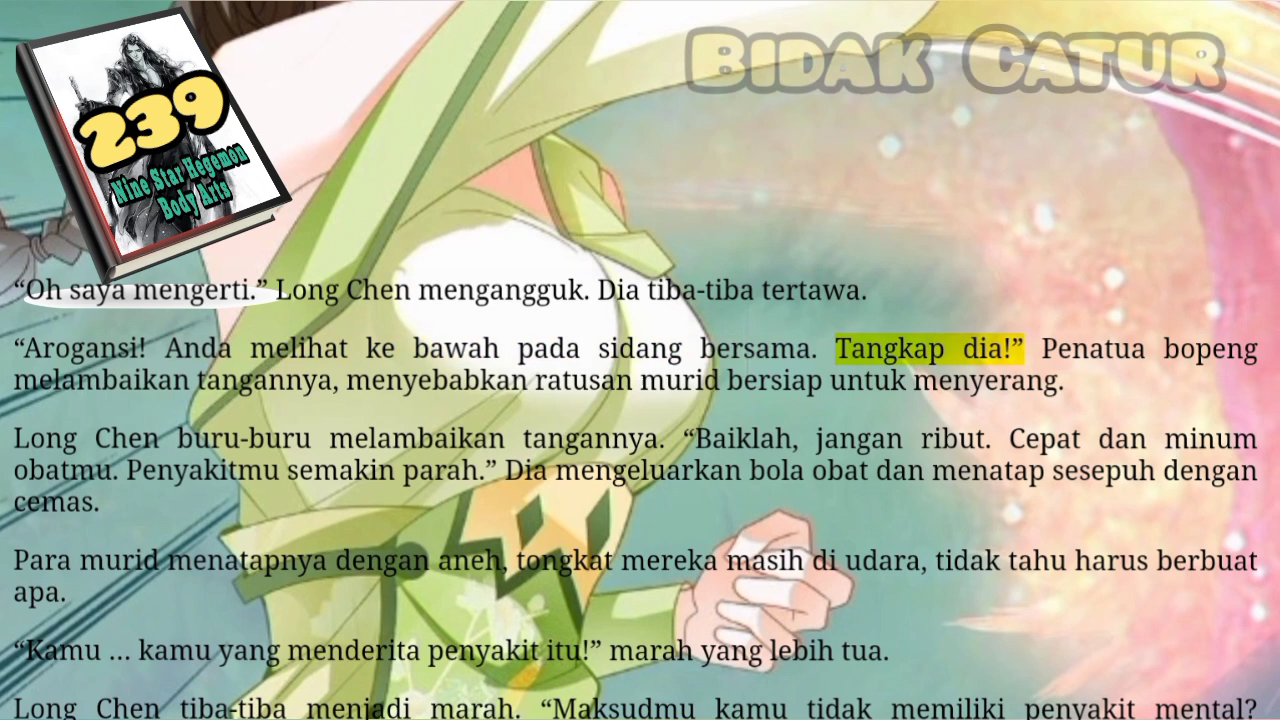 BIDAK CATUR
239
Nine Star Hegemon
Body Arts
“Oh saya mengerti.” Long Chen mengangguk. Dia tiba-tiba tertawa.
“Arogansi! Anda melihat ke bawah pada sidang bersama. Tangkap dia!” Penatua bopeng
melambaikan tangannya, menyebabkan ratusan murid bersiap untuk menyerang.
Long Chen buru-buru melambaikan tangannya. “Baiklah, jangan ribut. Cepat dan minum
obatmu. Penyakitmu semakin parah.” Dia mengeluarkan bola obat dan menatap sesepuh dengan
cemas.
Para murid menatapnya dengan aneh, tongkat mereka masih di udara, tidak tahu harus berbuat
apa.
“Kamu … kamu yang menderita penyakit itu!” marah yang lebih tua.
Long Chen tiba-tiba menjadi marah. “Maksudmu kamu tidak memiliki penyakit mental?